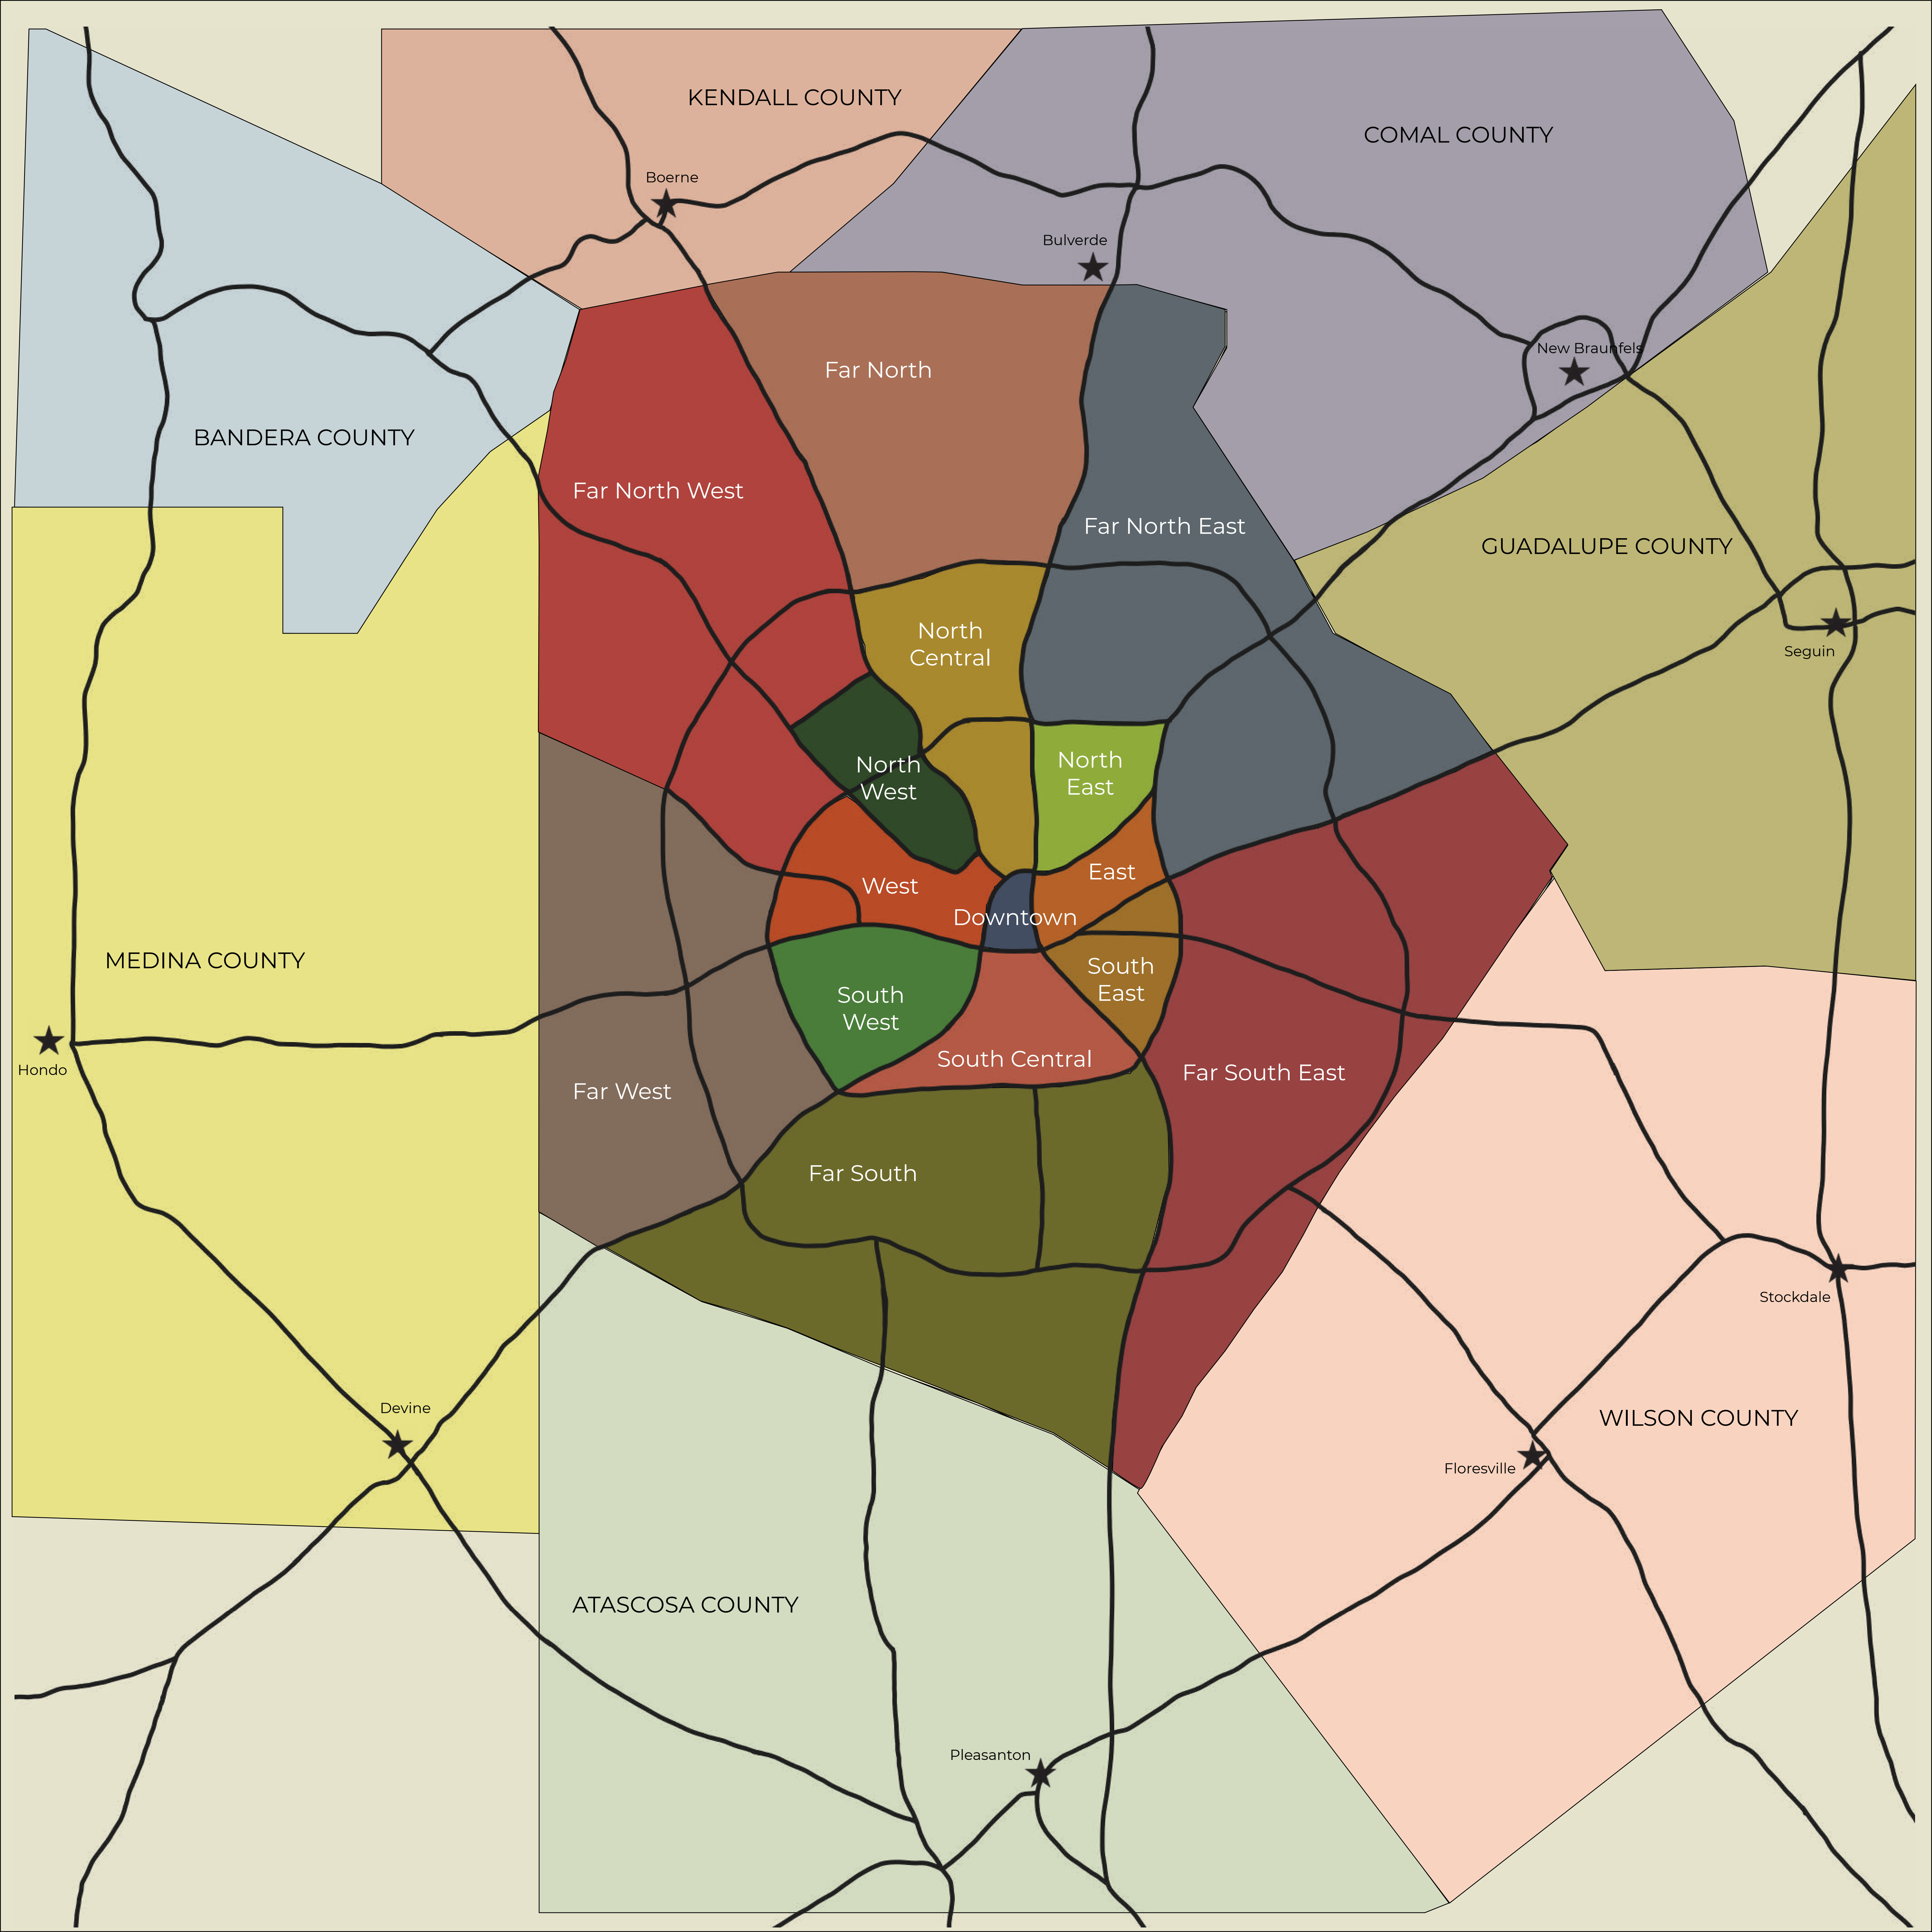 KENDALL COUNTY
COMAL COUNTY
Boerne
Bulverde
New Braunfels
Far North
BANDERA COUNTY
Far North West
Far North East
GUADALUPE COUNTY
North
Central
Seguin
North
West
North
East
West
East
Downtown
MEDINA COUNTY
South
East
South
West
Hondo
South Central
Far South East
Far West
Far South
Stockdale
Devine
WILSON COUNTY
Floresville
ATASCOSA COUNTY
Pleasanton